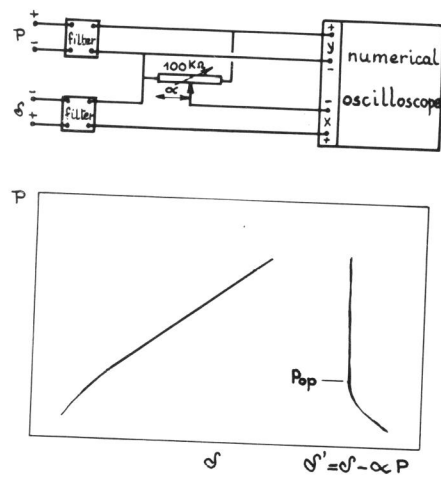 +
P
-
filter
-
δ
+
filter
100 KΩ
α
+
y
-
-
x
+
numerical
oscilloscope
P
Pop
δ
δ' = δ - α P